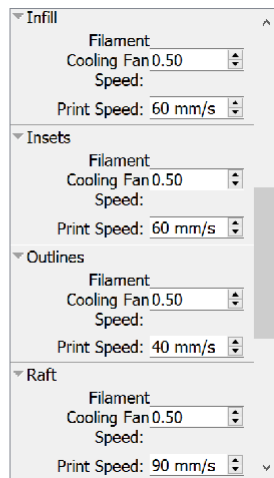 Infill
Filament
Cooling Fan 0.50
Speed:
Print Speed: 60 mm/s
Insets
Filament
Cooling Fan 0.50
Speed:
Print Speed: 60 mm/s
Outlines
Filament
Cooling Fan 0.50
Speed:
Print Speed: 40 mm/s
Raft
Filament
Cooling Fan 0.50
Speed:
Print Speed: 90 mm/s